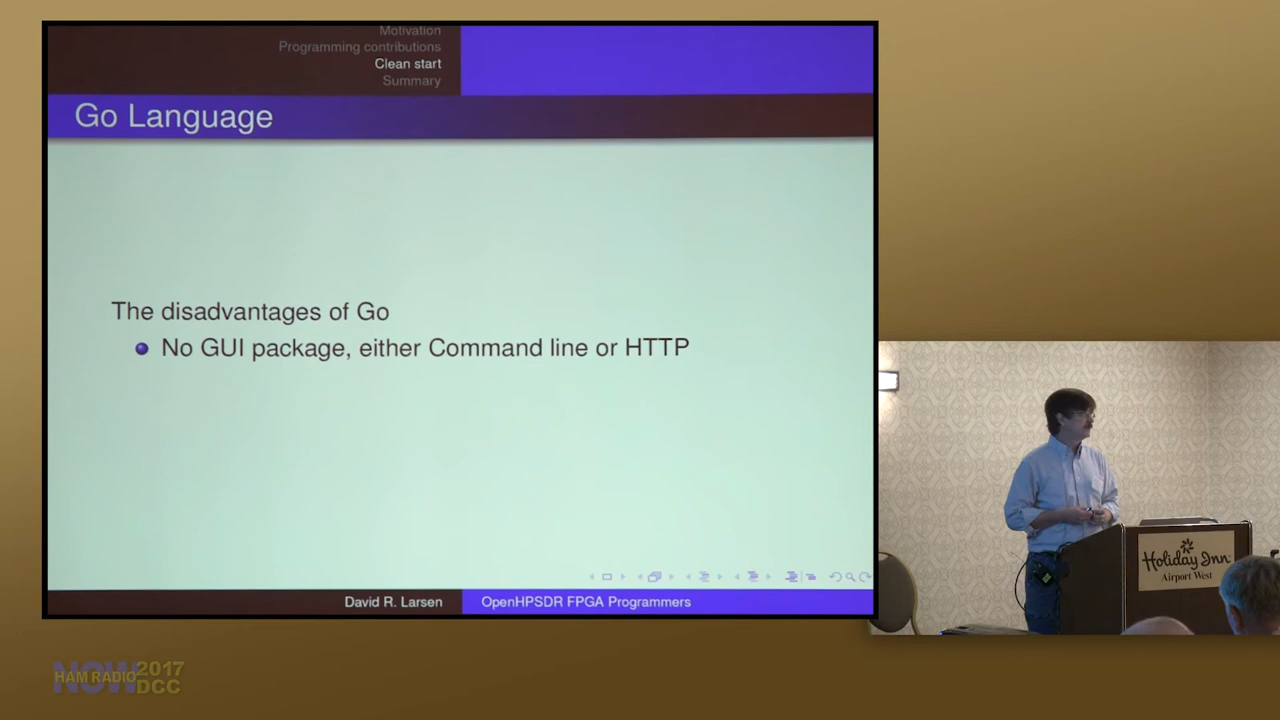 Motivation
Programming contributions
Clean start
Summary
Go Language
The disadvantages of Go
No GUI package, either Command line or HTTP
David R. Larsen
OpenHPSDR FPGA Programmers
Holiday Inn
Airport West
NOW
HAM RADIO
2017
DCC